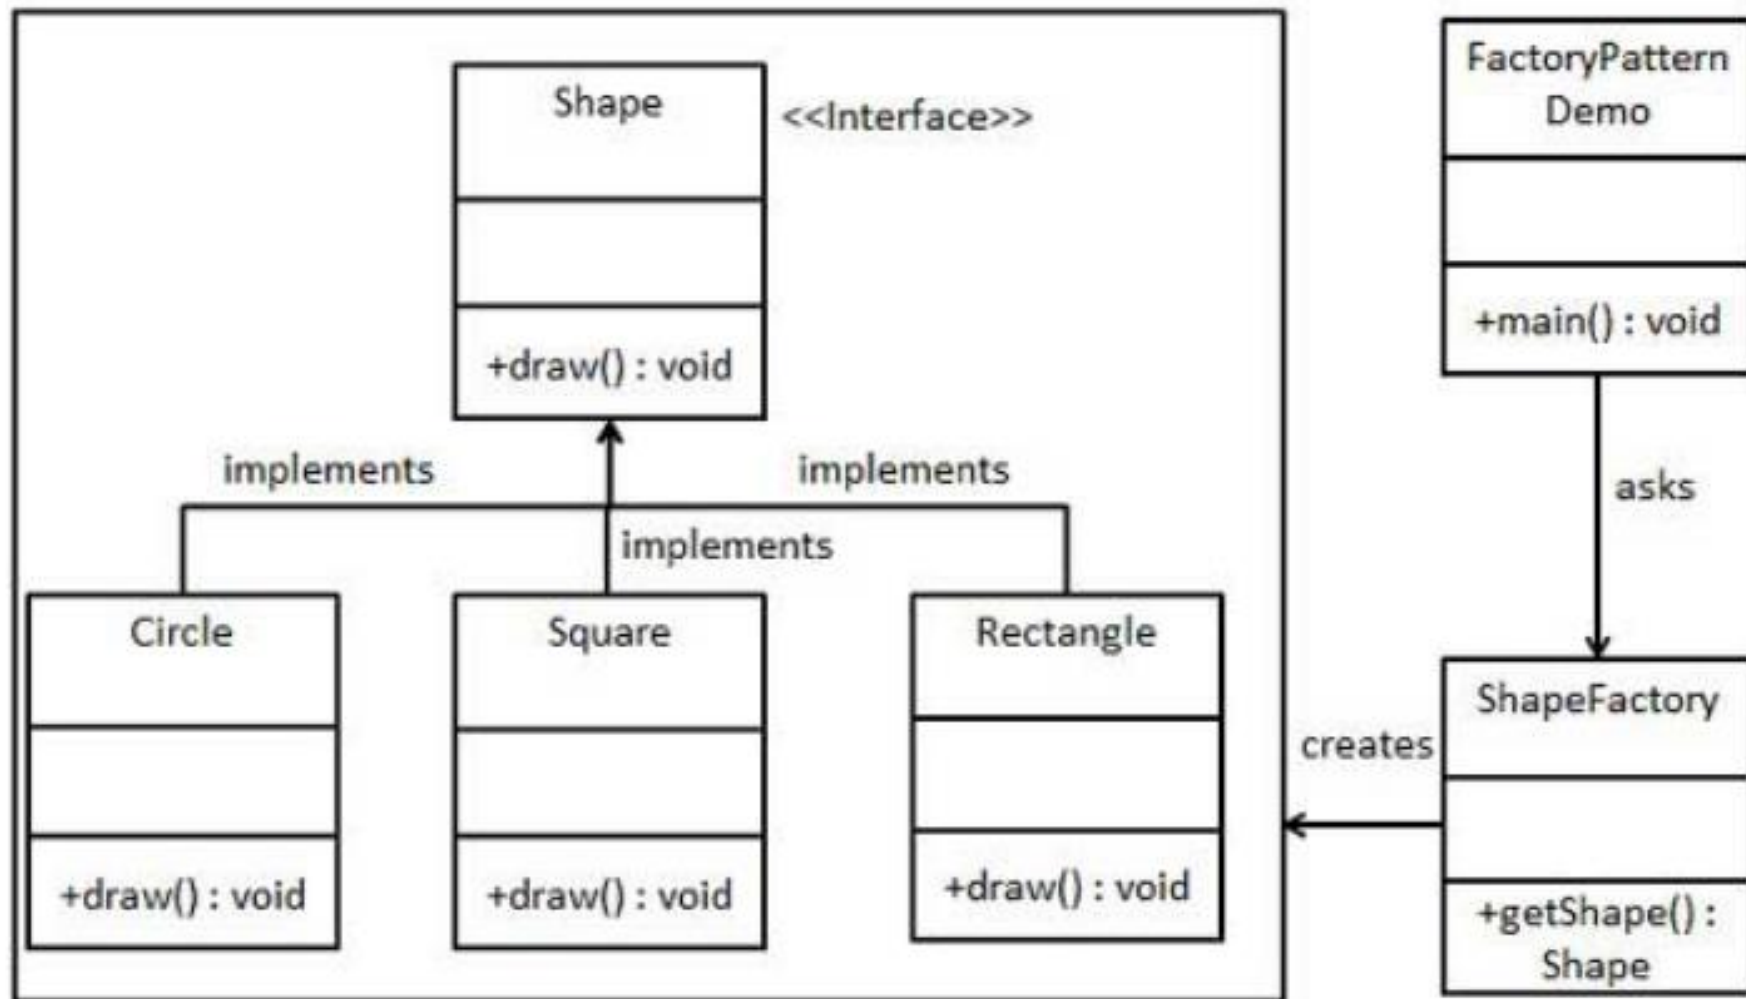 Shape
<<Interface>>
+draw() : void
implements
implements
implements
Circle
+draw() : void
Square
+draw() : void
Rectangle
+draw() : void
FactoryPattern
Demo
+main() : void
asks
ShapeFactory
+getShape() :
Shape
creates